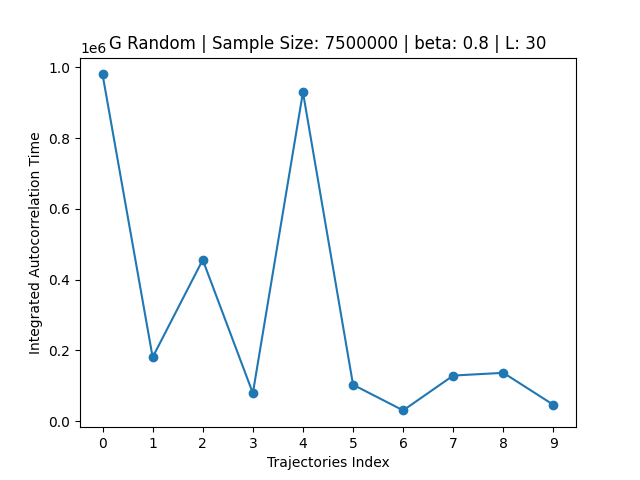 G Random | Sample Size: 7500000 | beta: 0.8 | L: 30
1e6
1.0
0.8
0.6
0.4
0.2
0.0
Integrated Autocorrelation Time
0 1 2 3 4 5 6 7 8 9
Trajectories Index